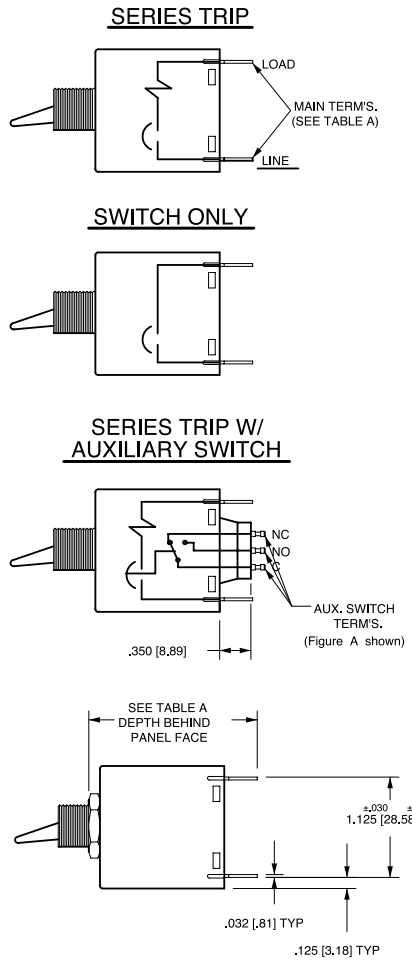 SERIES TRIP
LOAD
MAIN TERM'S.
(SEE TABLE A)
LINE
SWITCH ONLY
SERIES TRIP W/
AUXILIARY SWITCH
NC
NO
C
AUX. SWITCH
TERM'S.
(Figure A shown)
.350 [8.89]
SEE TABLE A
DEPTH BEHIND
PANEL FACE
±.030 ±
1.125 [28.58
.032 [.81] TYP
.125 [3.18] TYP